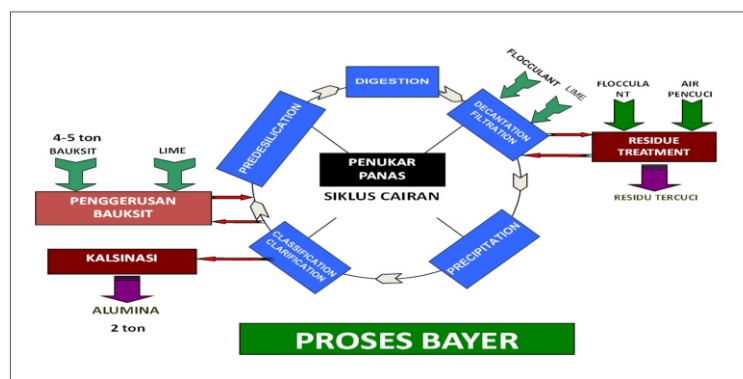 DIGESTION
FLOCCULANT
LIME
FLOCCULA
NT
AIR
PENCUCI
PREDESILICATION
DECANTATION
FILTRATION
4-5 ton
BAUKSIT
LIME
RESIDUE
TREATMENT
PENUKAR
PANAS
SIKLUS CAIRAN
PENGGERUSAN
BAUKSIT
RESIDU TERCUCI
CLASSIFICATION
CLARIFICATION
PRECIPITATION
KALSINASI
ALUMINA
2 ton
PROSES BAYER